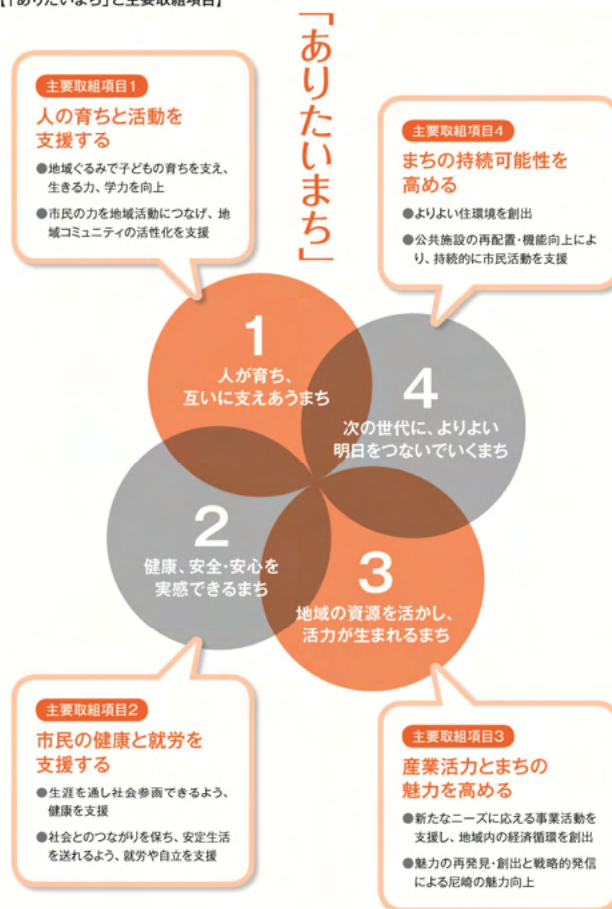 【「ありたいまち」と主要取組項目】
「ありたいまち」
主要取組項目1
人の育ちと活動を
支援する
●地域ぐるみで子どもの育ちを支え、
生きる力、学力を向上
●市民の力を地域活動につなげ、地
域コミュニティの活性化を支援
主要取組項目4
まちの持続可能性を
高める
●よりよい住環境を創出
●公共施設の再配置・機能向上によ
り、持続的に市民活動を支援
1
人が育ち、
互いに支えあうまち
4
次の世代に、よりよい
明日をつないでいくまち
2
健康、安全・安心を
実感できるまち
3
地域の資源を活かし、
活力が生まれるまち
主要取組項目2
市民の健康と就労を
支援する
●生涯を通し社会参画できるよう、
健康を支援
●社会とのつながりを保ち、安定生活
を送れるよう、就労や自立を支援
主要取組項目3
産業活力とまちの
魅力を高める
●新たなニーズに応える事業活動を
支援し、地域内の経済循環を創出
●魅力の再発見・創出と戦略的発信
による尼崎の魅力向上